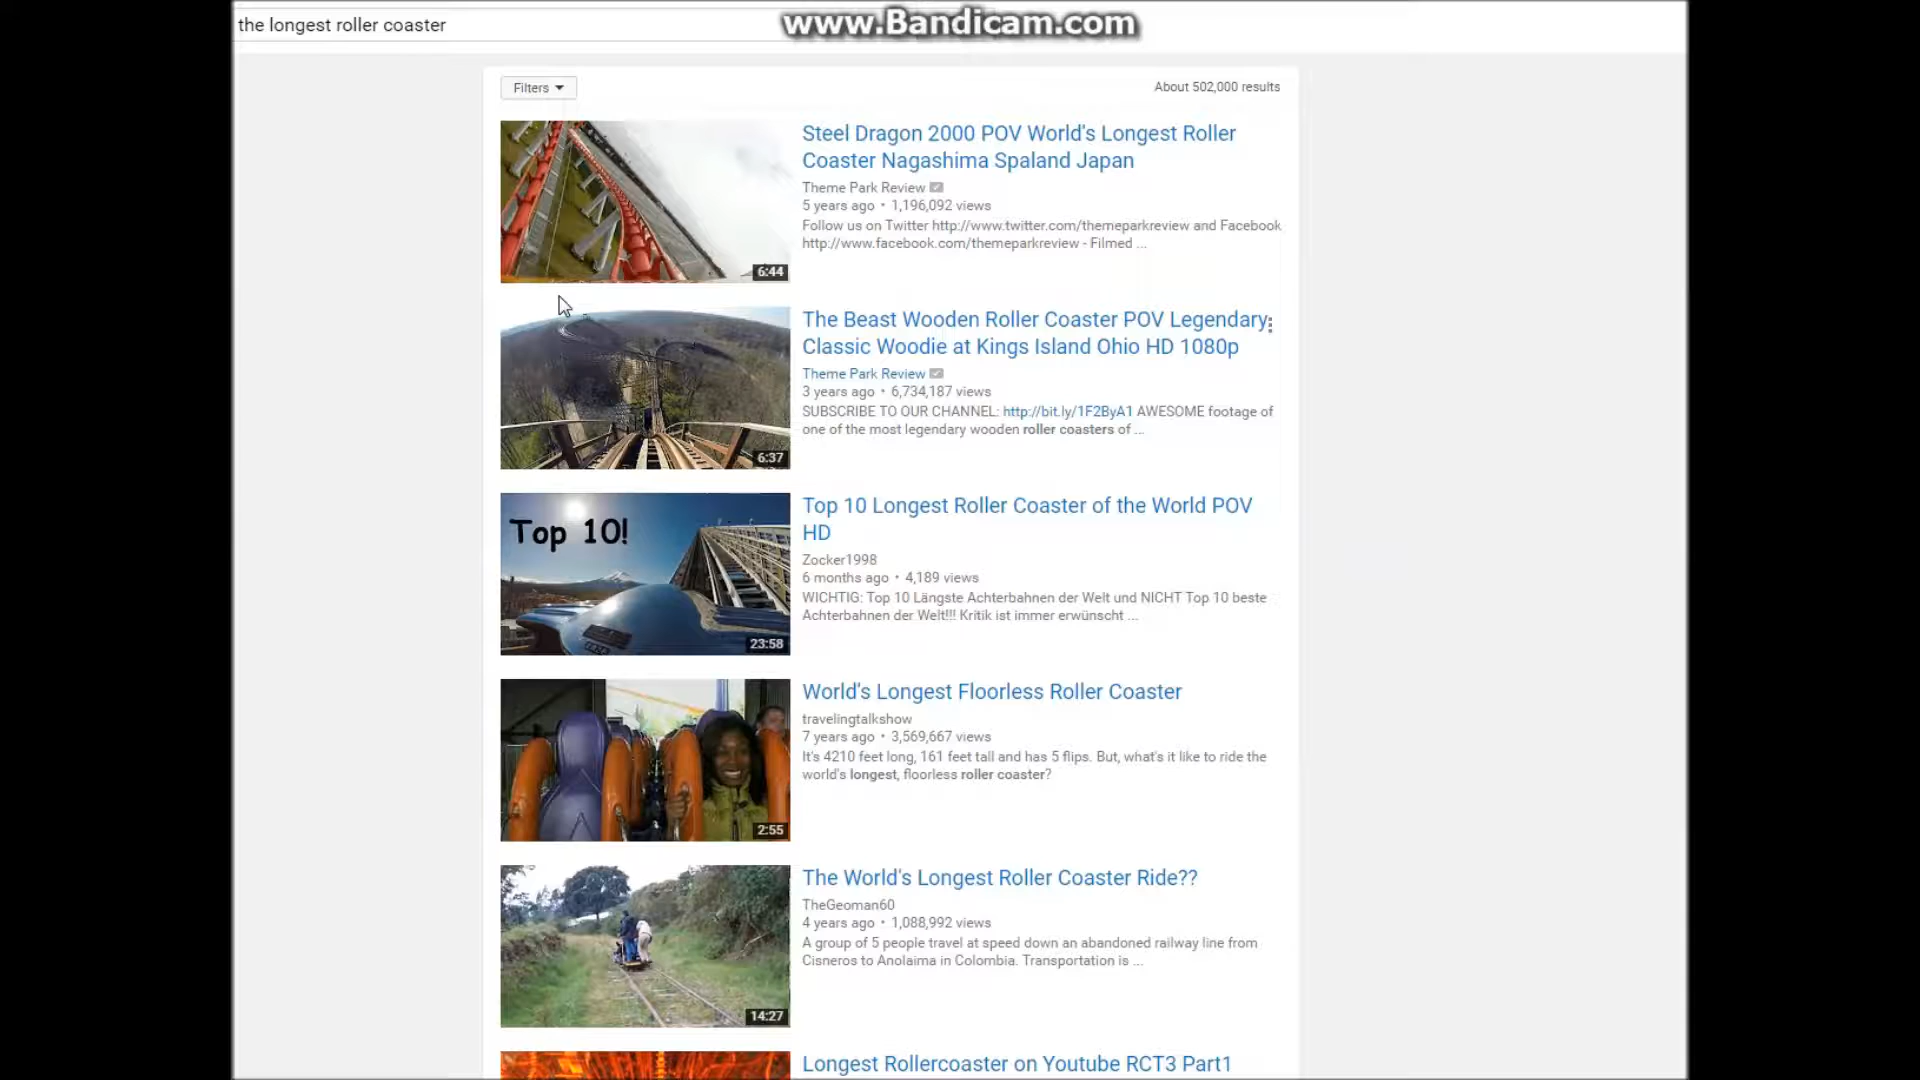 the longest roller coaster
www.Bandicam.com
Filters
About 502,000 results
Steel Dragon 2000 POV World's Longest Roller
Coaster Nagashima Spaland Japan
Theme Park Review
5 years ago • 1,196,092 views
Follow us on Twitter http://www.twitter.com/themeparkreview and Facebook
http://www.facebook.com/themeparkreview - Filmed ...
6:44
The Beast Wooden Roller Coaster POV Legendary
Classic Woodie at Kings Island Ohio HD 1080p
Theme Park Review
3 years ago • 6,734,187 views
SUBSCRIBE TO OUR CHANNEL: http://bit.ly/1F2ByA1 AWESOME footage of
one of the most legendary wooden roller coasters of ...
6:37
Top 10!
Top 10 Longest Roller Coaster of the World POV
HD
Zocker1998
6 months ago • 4,189 views
WICHTIG: Top 10 Längste Achterbahnen der Welt und NICHT Top 10 beste
Achterbahnen der Welt!!! Kritik ist immer erwünscht ...
23:58
World's Longest Floorless Roller Coaster
travelingtalkshow
7 years ago • 3,569,667 views
It's 4210 feet long, 161 feet tall and has 5 flips. But, what's it like to ride the
world's longest, floorless roller coaster?
2:55
The World's Longest Roller Coaster Ride??
TheGeoman60
4 years ago • 1,088,992 views
A group of 5 people travel at speed down an abandoned railway line from
Cisneros to Anolaima in Colombia. Transportation is ...
14:27
Longest Rollercoaster on Youtube RCT3 Part1